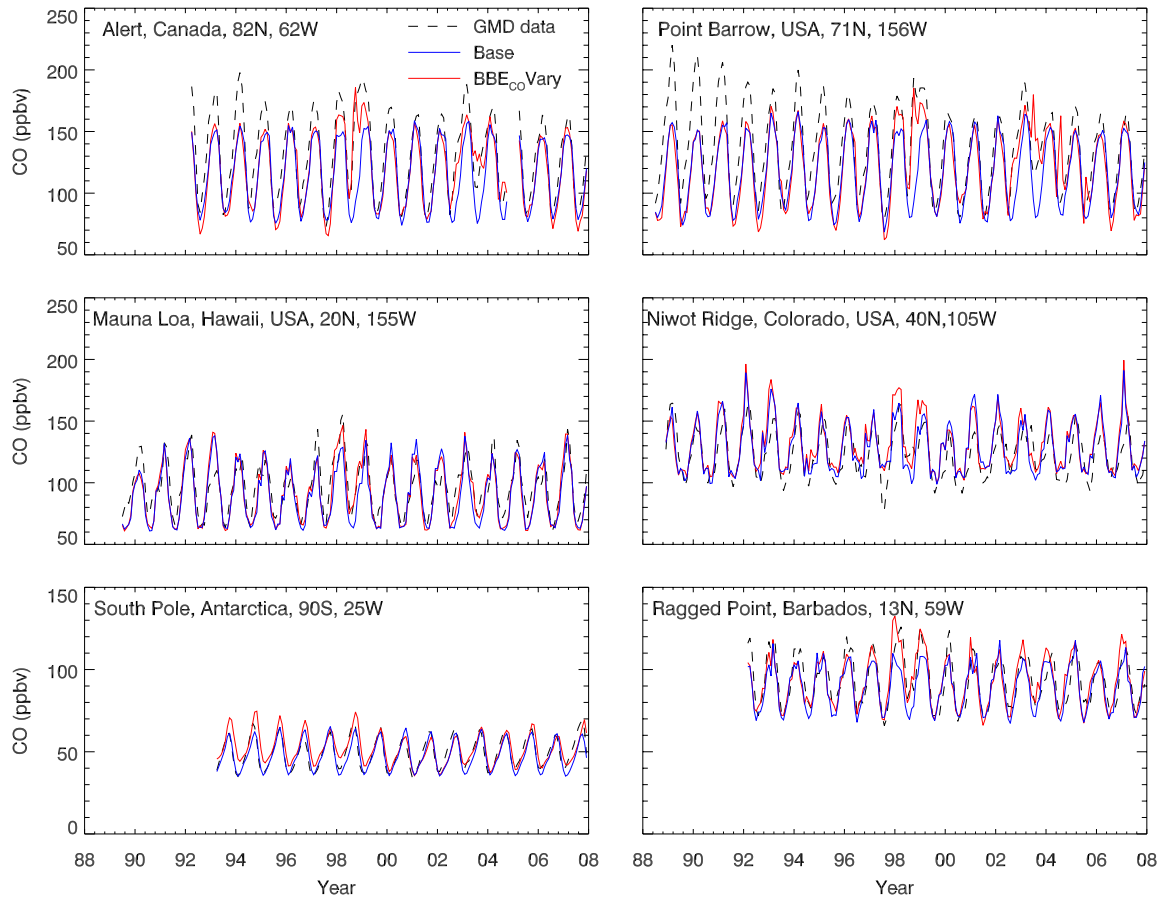 Alert, Canada, 82N, 62W
GMD data
Base
BBE_COVary
CO (ppbv)
250
200
150
100
50
Point Barrow, USA, 71N, 156W
Mauna Loa, Hawaii, USA, 20N, 155W
CO (ppbv)
250
200
150
100
50
Niwot Ridge, Colorado, USA, 40N,105W
South Pole, Antarctica, 90S, 25W
CO (ppbv)
150
100
50
0
88 90 92 94 96 98 00 02 04 06 08
Year
Ragged Point, Barbados, 13N, 59W
88 90 92 94 96 98 00 02 04 06 08
Year